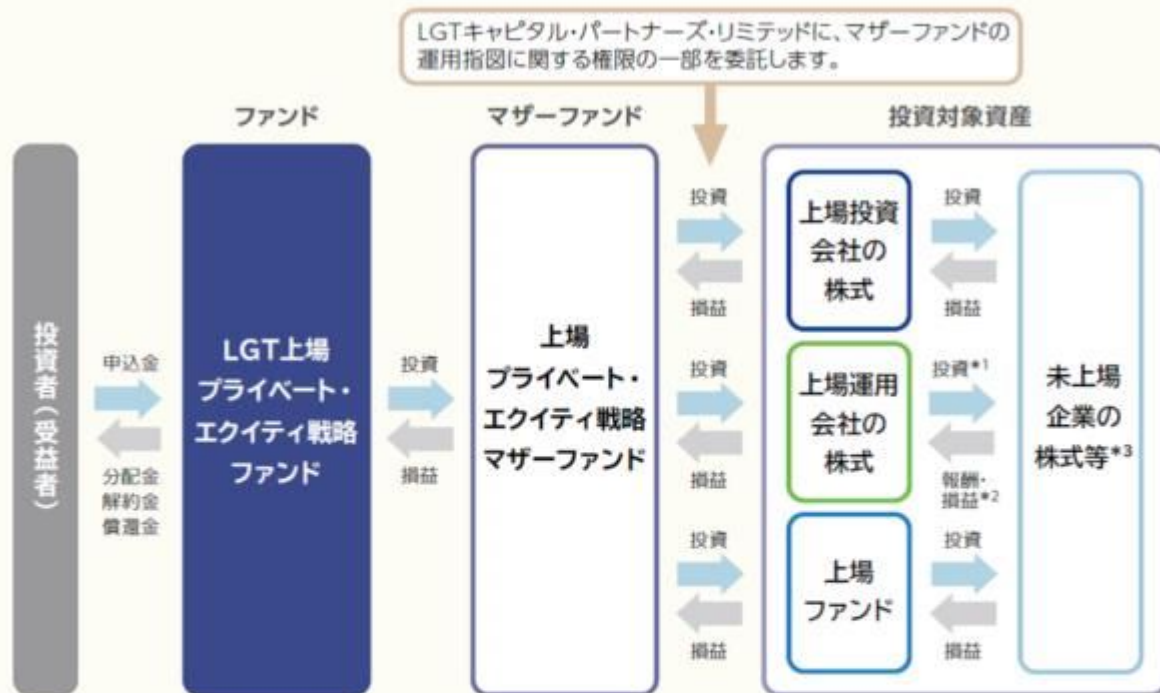 LGTキャピタル・パートナーズ・リミテッドに、マザーファンドの
運用指図に関する権限の一部を委託します。
ファンド
マザーファンド
投資対象資産
投資者(受益者)
申込金
分配金
解約金
償還金
LGT上場
プライベート・
エクイティ戦略
ファンド
投資
損益
上場
プライベート・
エクイティ戦略
マザーファンド
投資
損益
投資
損益
投資
損益
上場投資
会社の
株式
投資
損益
上場運用
会社の
株式
投資*1
報酬・
損益*2
上場
ファンド
投資
損益
未上場
企業の
株式等*3